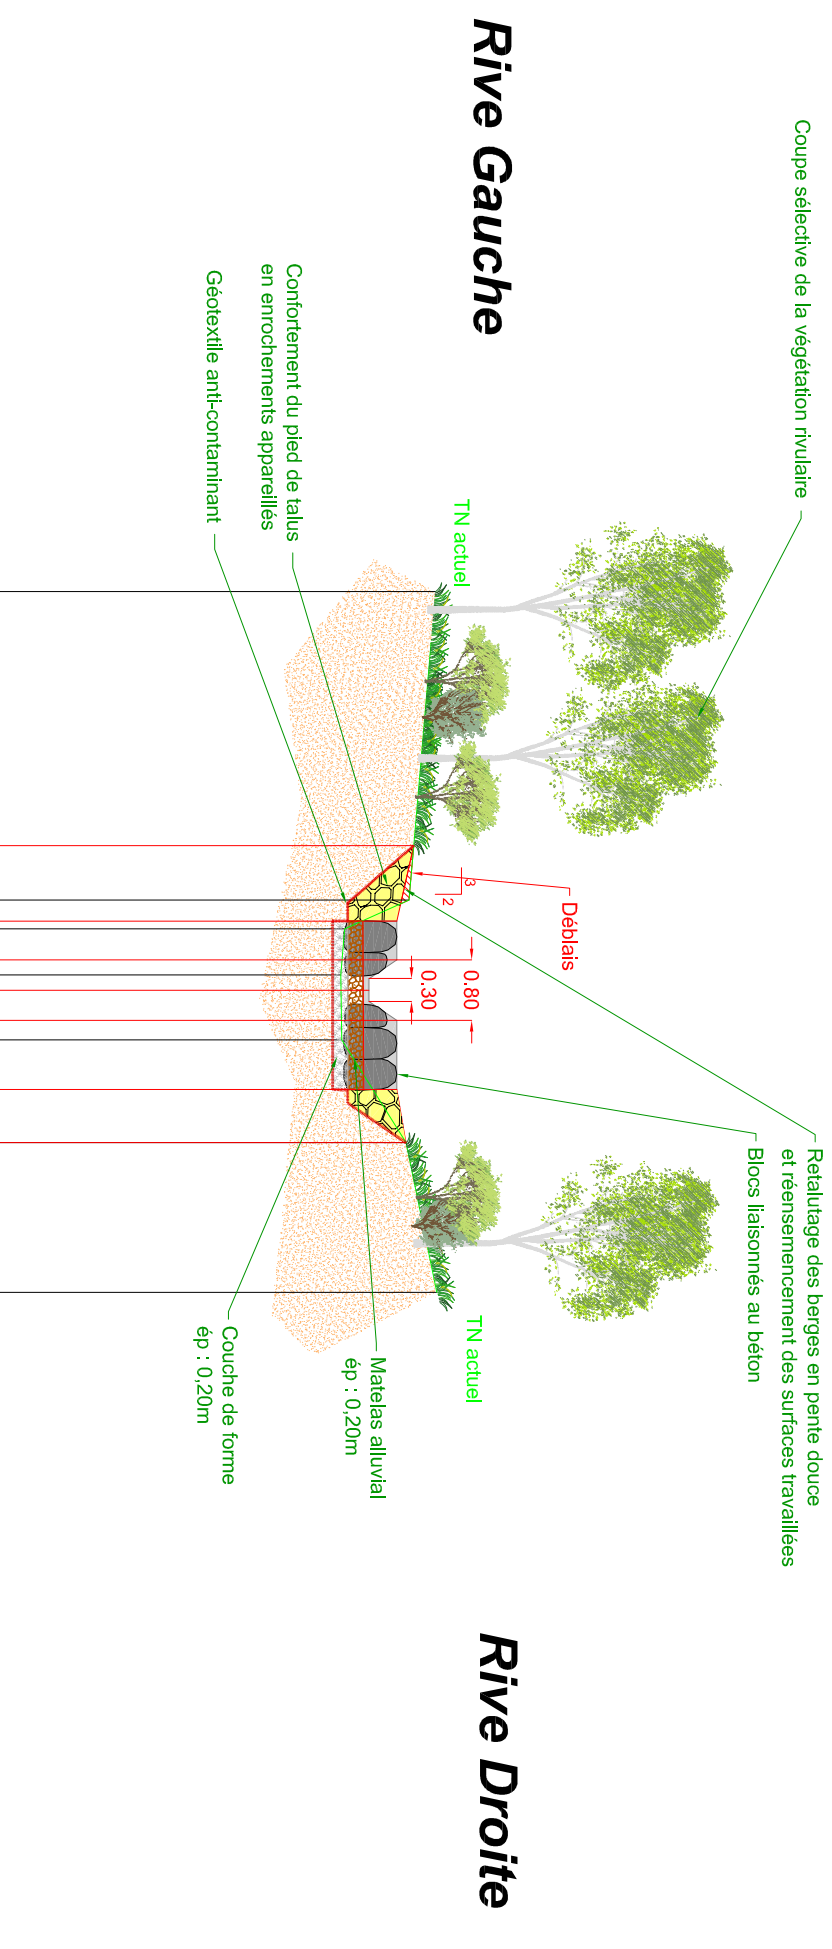 Rive Gauche
Rive Droite
Coupe sélective de la végétation rivulaire
Retalutage des berges en pente douce
et réensemencement des surfaces travaillées
Blocs liaisonnés au béton
Déblais
TN actuel
TN actuel
3
2
0.80
0.30
Confortement du pied de talus
en enrochements appareillés
Géotextile anti-contaminant
Matelas alluvial
ép : 0,20m
Couche de forme
ép : 0,20m